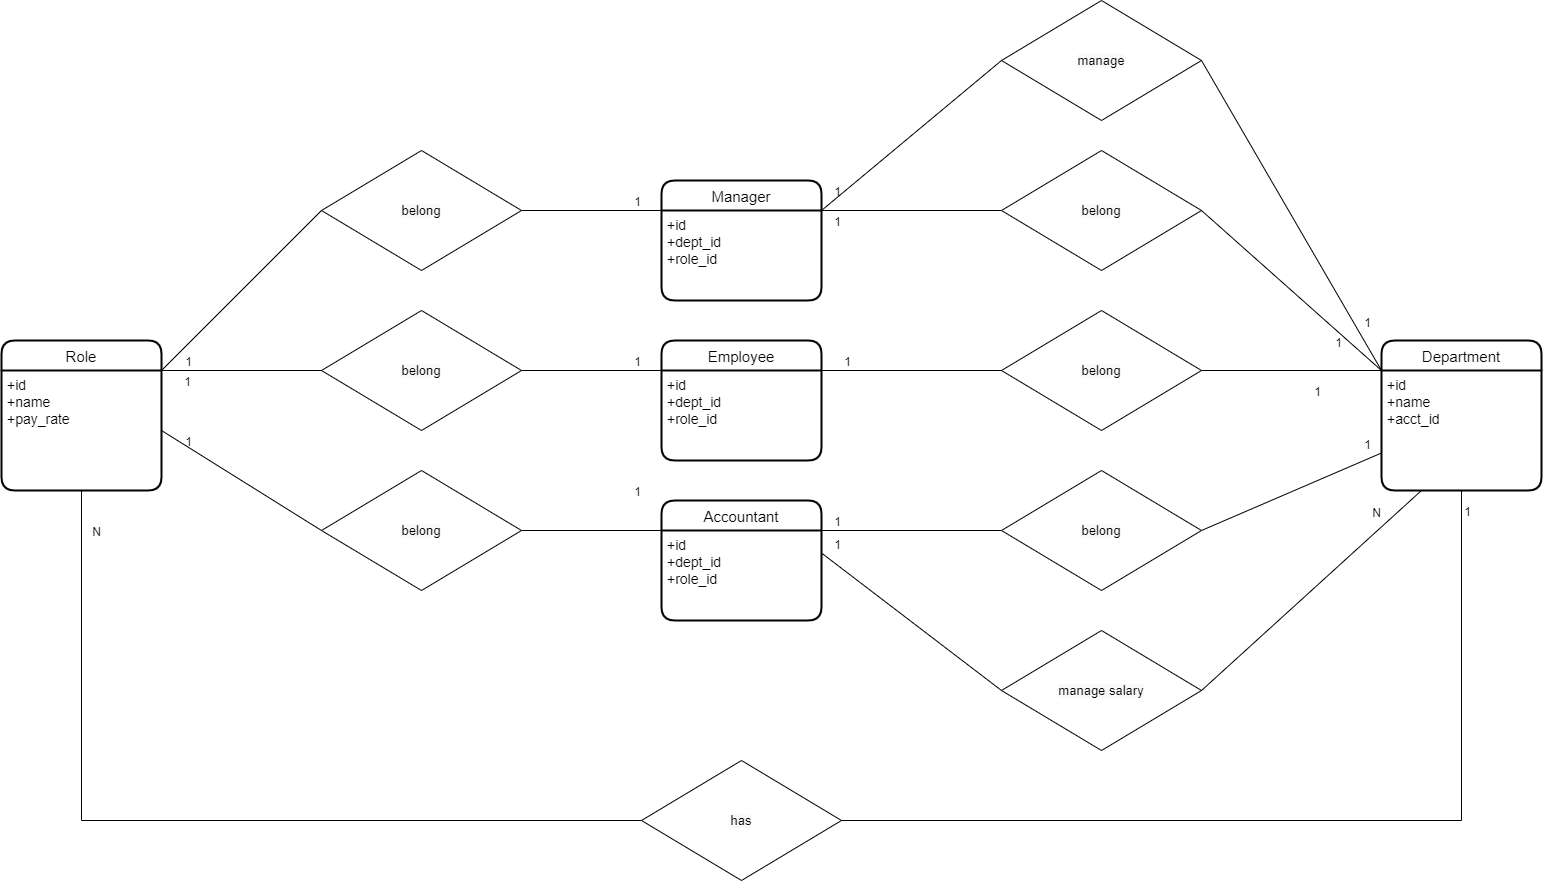 manage
belong
1
Manager
1
belong
+id
+dept_id
+role_id
1
1
1
Role
1
belong
1
Employee
1
belong
Department
+id
+name
+pay_rate
1
+id
+dept_id
+role_id
1
+id
+name
+acct_id
1
1
1
Accountant
1
N
1
N
belong
+id
+dept_id
+role_id
1
belong
manage salary
has